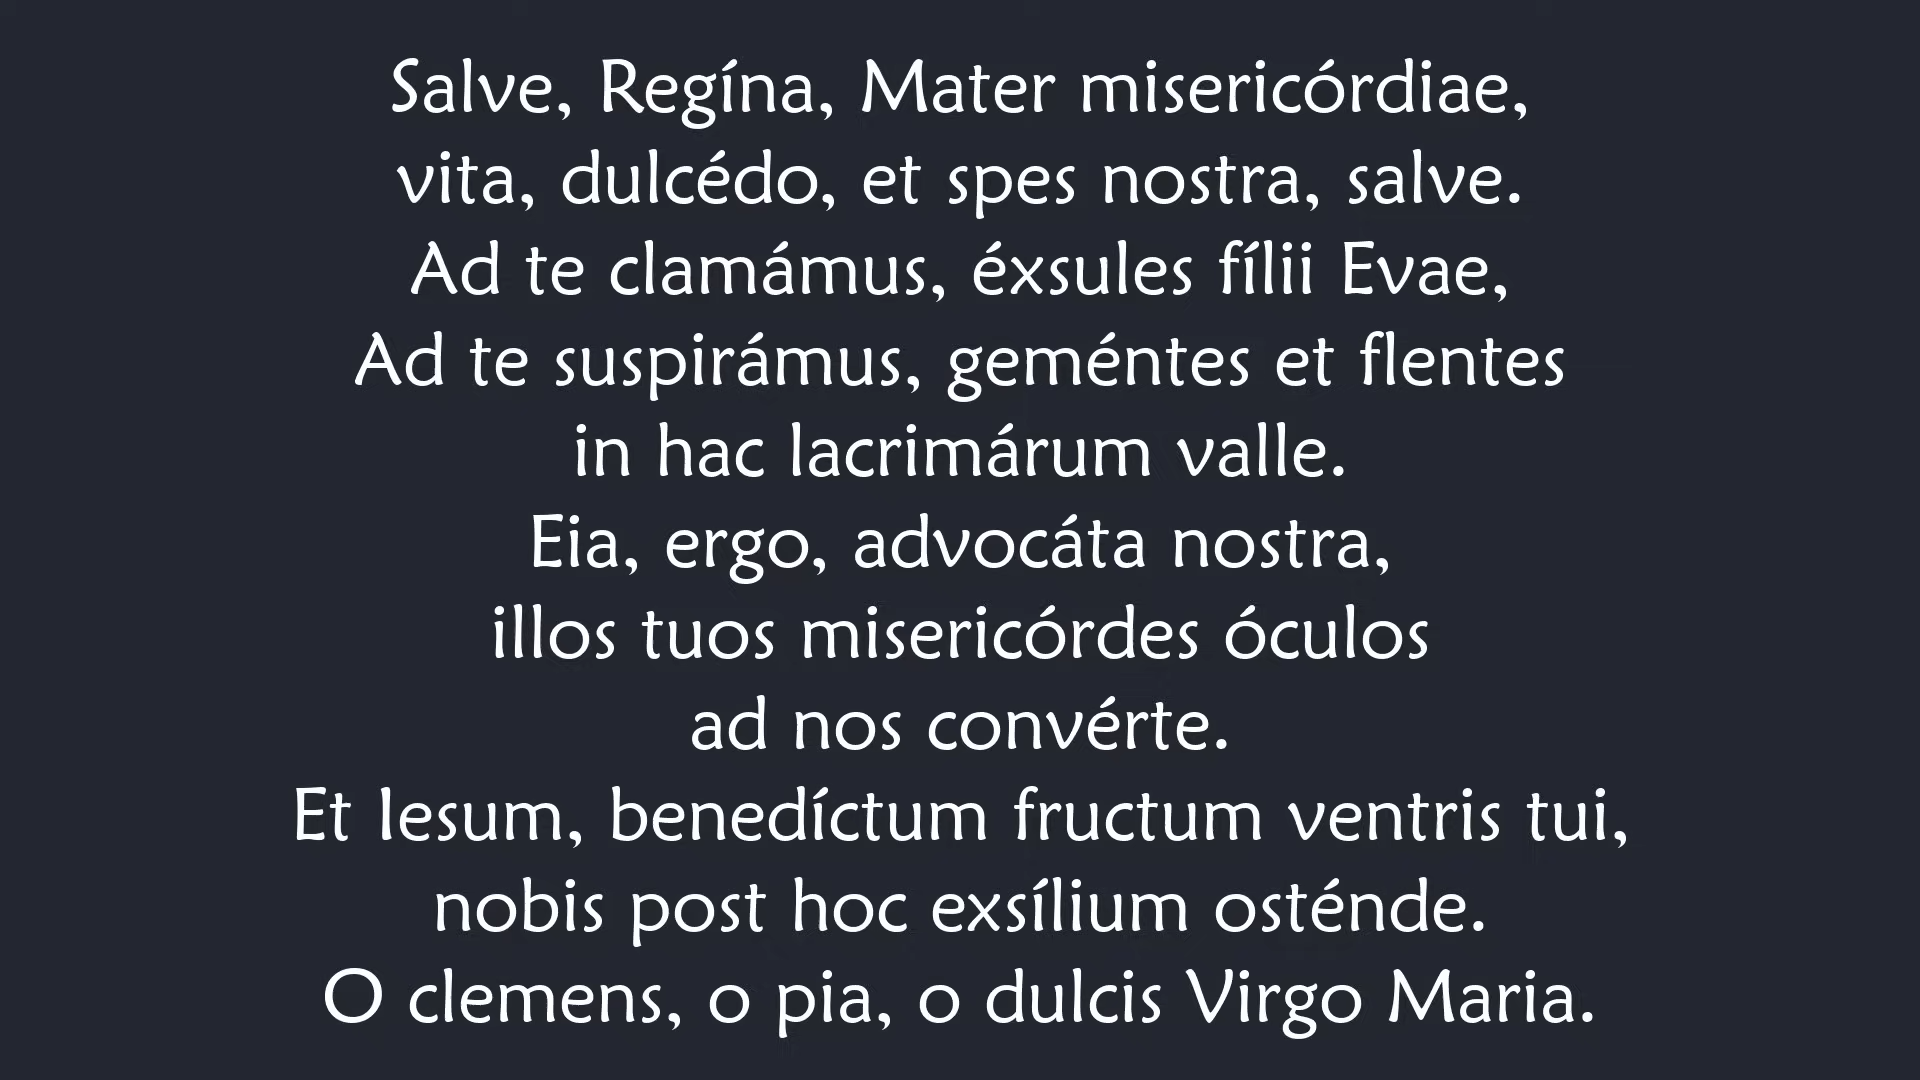 Salve, Regína, Mater misericórdiae,
vita, dulcédo, et spes nostra, salve.
Ad te clamámus, éxsules fílii Evae,
Ad te suspirámus, geméntes et flentes
in hac lacrimárum valle.
Eia, ergo, advocáta nostra,
illos tuos misericórdes óculos
ad nos convérte.
Et Iesum, benedíctum fructum ventris tui,
nobis post hoc exsílium osténde.
O clemens, o pia, o dulcis Virgo Maria.